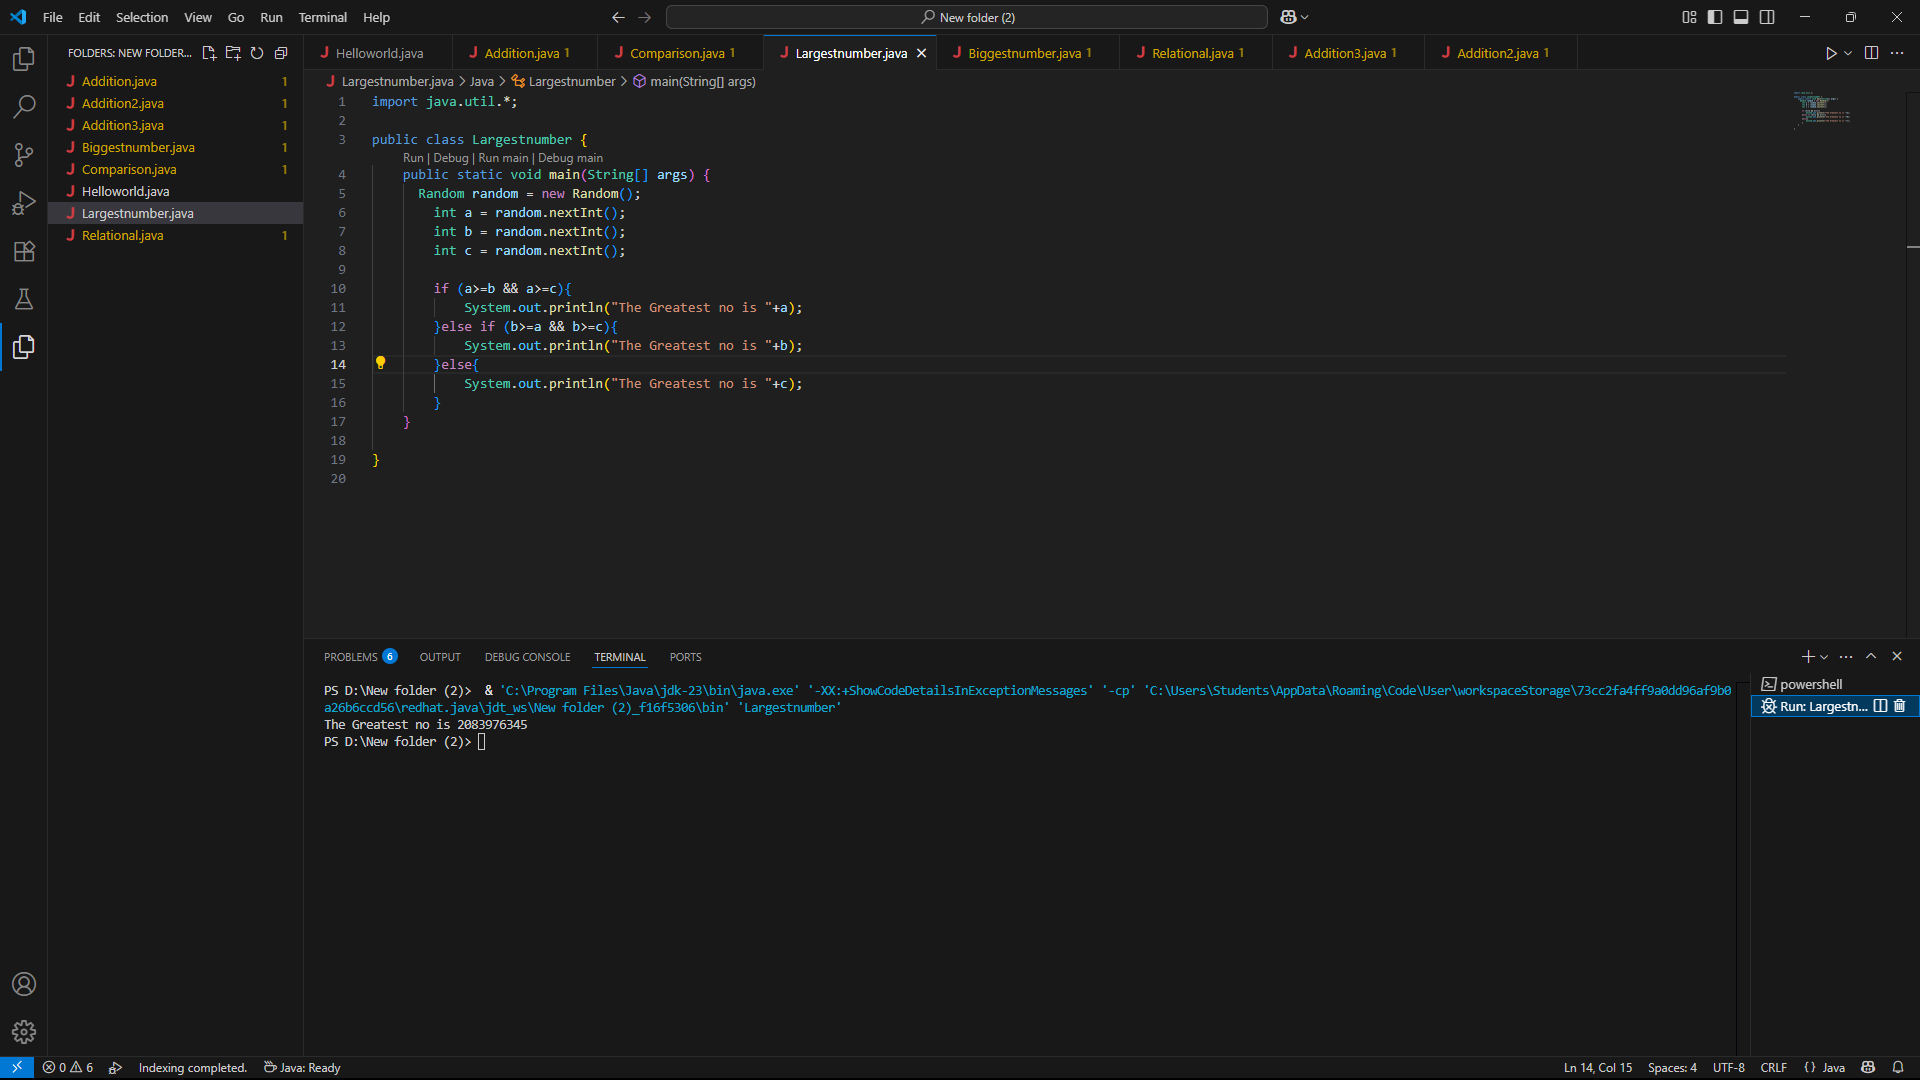 File Edit Selection View Go Run Terminal Help
New folder (2)
FOLDERS: NEW FOLDER...
Addition.java 1
Addition2.java 1
Addition3.java 1
Biggestnumber.java 1
Comparison.java 1
Helloworld.java
Largestnumber.java
Relational.java 1
Helloworld.java Addition.java 1 Comparison.java 1 Largestnumber.java Biggestnumber.java 1 Relational.java 1 Addition3.java 1 Addition2.java 1
Largestnumber.java > Java > Largestnumber > main(String[] args)
1 import java.util.*;
2
3 public class Largestnumber {
Run | Debug | Run main | Debug main
4 public static void main(String[] args) {
5 Random random = new Random();
6 int a = random.nextInt();
7 int b = random.nextInt();
8 int c = random.nextInt();
9
10 if (a>=b && a>=c){
11 System.out.println("The Greatest no is "+a);
12 }else if (b>=a && b>=c){
13 System.out.println("The Greatest no is "+b);
14 }else{
15 System.out.println("The Greatest no is "+c);
16 }
17 }
18
19 }
20
PROBLEMS 6 OUTPUT DEBUG CONSOLE TERMINAL PORTS
PS D:\New folder (2)> & 'C:\Program Files\Java\jdk-23\bin\java.exe' '-XX:+ShowCodeDetailsInExceptionMessages' '-cp' 'C:\Users\Students\AppData\Roaming\Code\User\workspaceStorage\73cc2fa4ff9a0dd96af9b0
a26b6ccd56\redhat.java\jdt_ws\New folder (2)_f16f5306\bin' 'Largestnumber'
The Greatest no is 2083976345
PS D:\New folder (2)>
powershell
Run: Largestn...
0 6 Indexing completed. Java: Ready
Ln 14, Col 15 Spaces: 4 UTF-8 CRLF {} Java